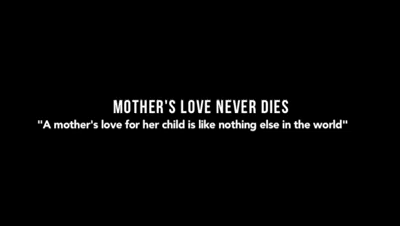 MOTHER'S LOVE NEVER DIES
"A mother's love for her child is like nothing else in the world"